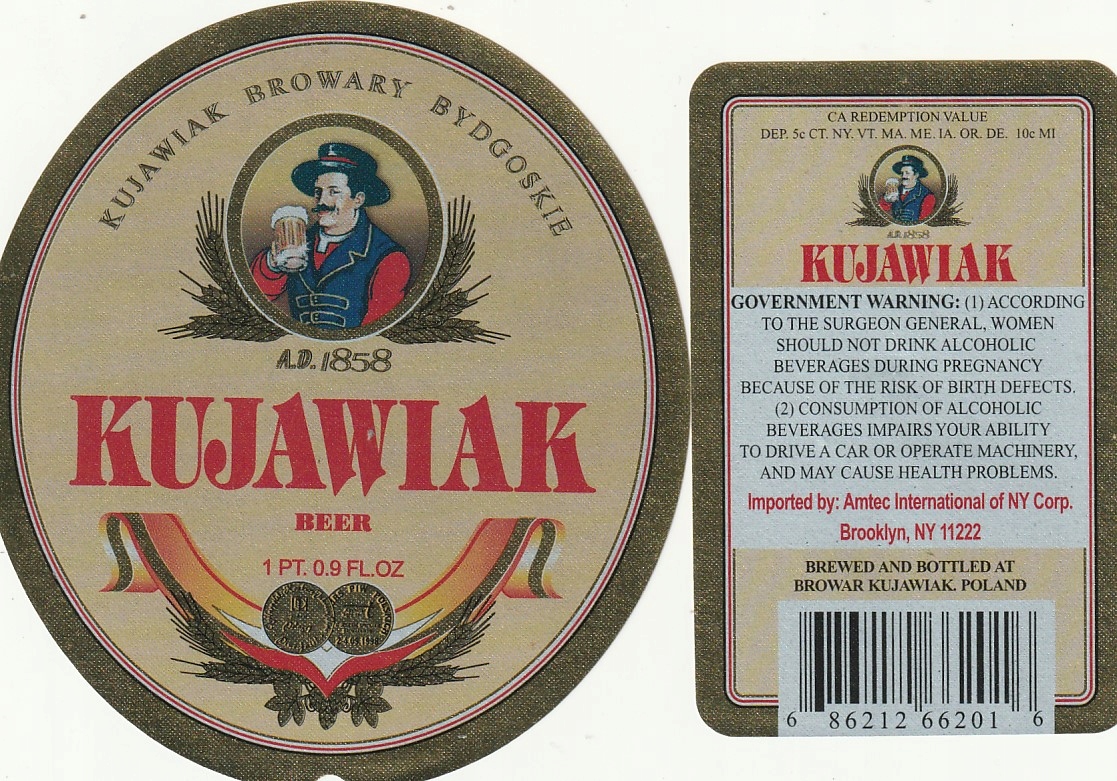 KUJAWIAK BROWARY BYDGOSKIE
A.D. 1858
KUJAWIAK
BEER
1 PT. 0.9 FL.OZ
CA REDEMPTION VALUE
DEP. 5c CT. NY. VT. MA. ME. IA. OR. DE. 10c MI
A.D. 1858
KUJAWIAK
GOVERNMENT WARNING: (1) ACCORDING
TO THE SURGEON GENERAL, WOMEN
SHOULD NOT DRINK ALCOHOLIC
BEVERAGES DURING PREGNANCY
BECAUSE OF THE RISK OF BIRTH DEFECTS.
(2) CONSUMPTION OF ALCOHOLIC
BEVERAGES IMPAIRS YOUR ABILITY
TO DRIVE A CAR OR OPERATE MACHINERY,
AND MAY CAUSE HEALTH PROBLEMS.
Imported by: Amtec International of NY Corp.
Brooklyn, NY 11222
BREWED AND BOTTLED AT
BROWAR KUJAWIAK. POLAND
6 86212 66201 6